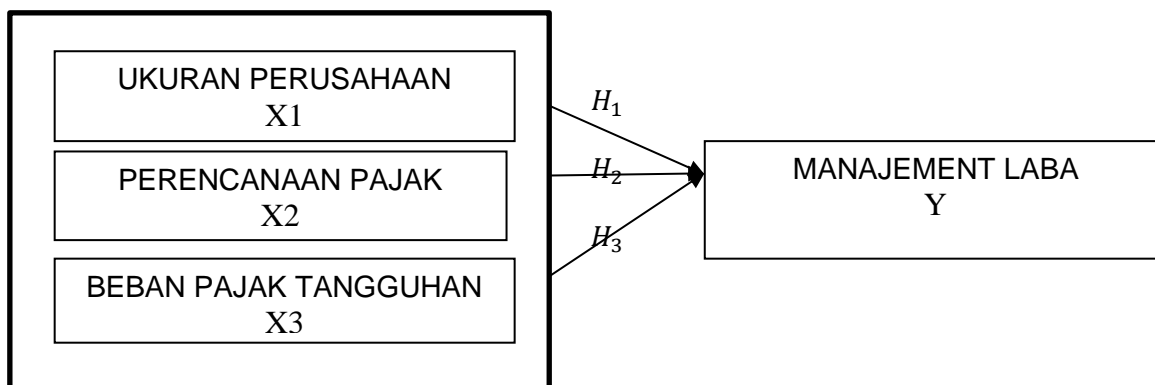 UKURAN PERUSAHAAN
X1
PERENCANAAN PAJAK
X2
BEBAN PAJAK TANGGUHAN
X3
H₁
H₂
H₃
MANAJEMENT LABA
Y